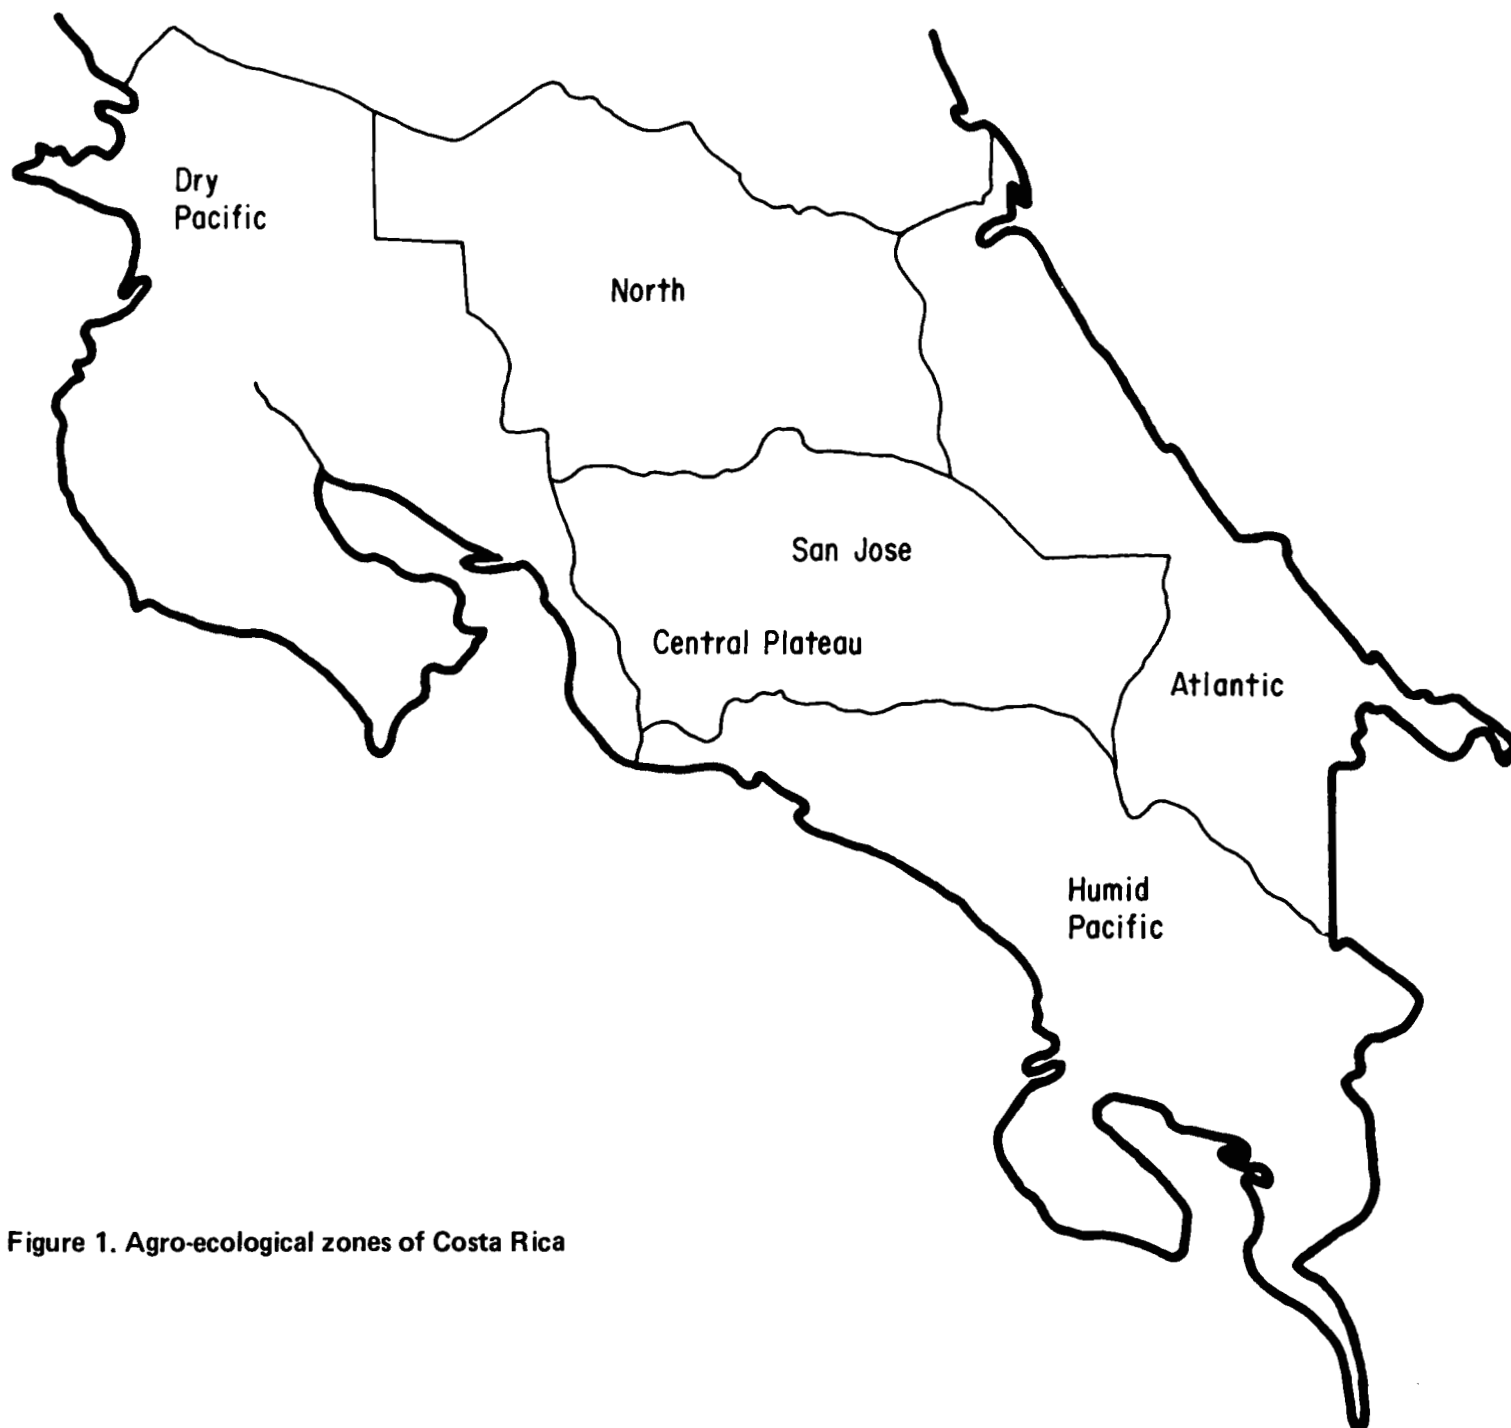 Dry
Pacific
North
San Jose
Central Plateau
Atlantic
Humid
Pacific
Figure 1. Agro-ecological zones of Costa Rica